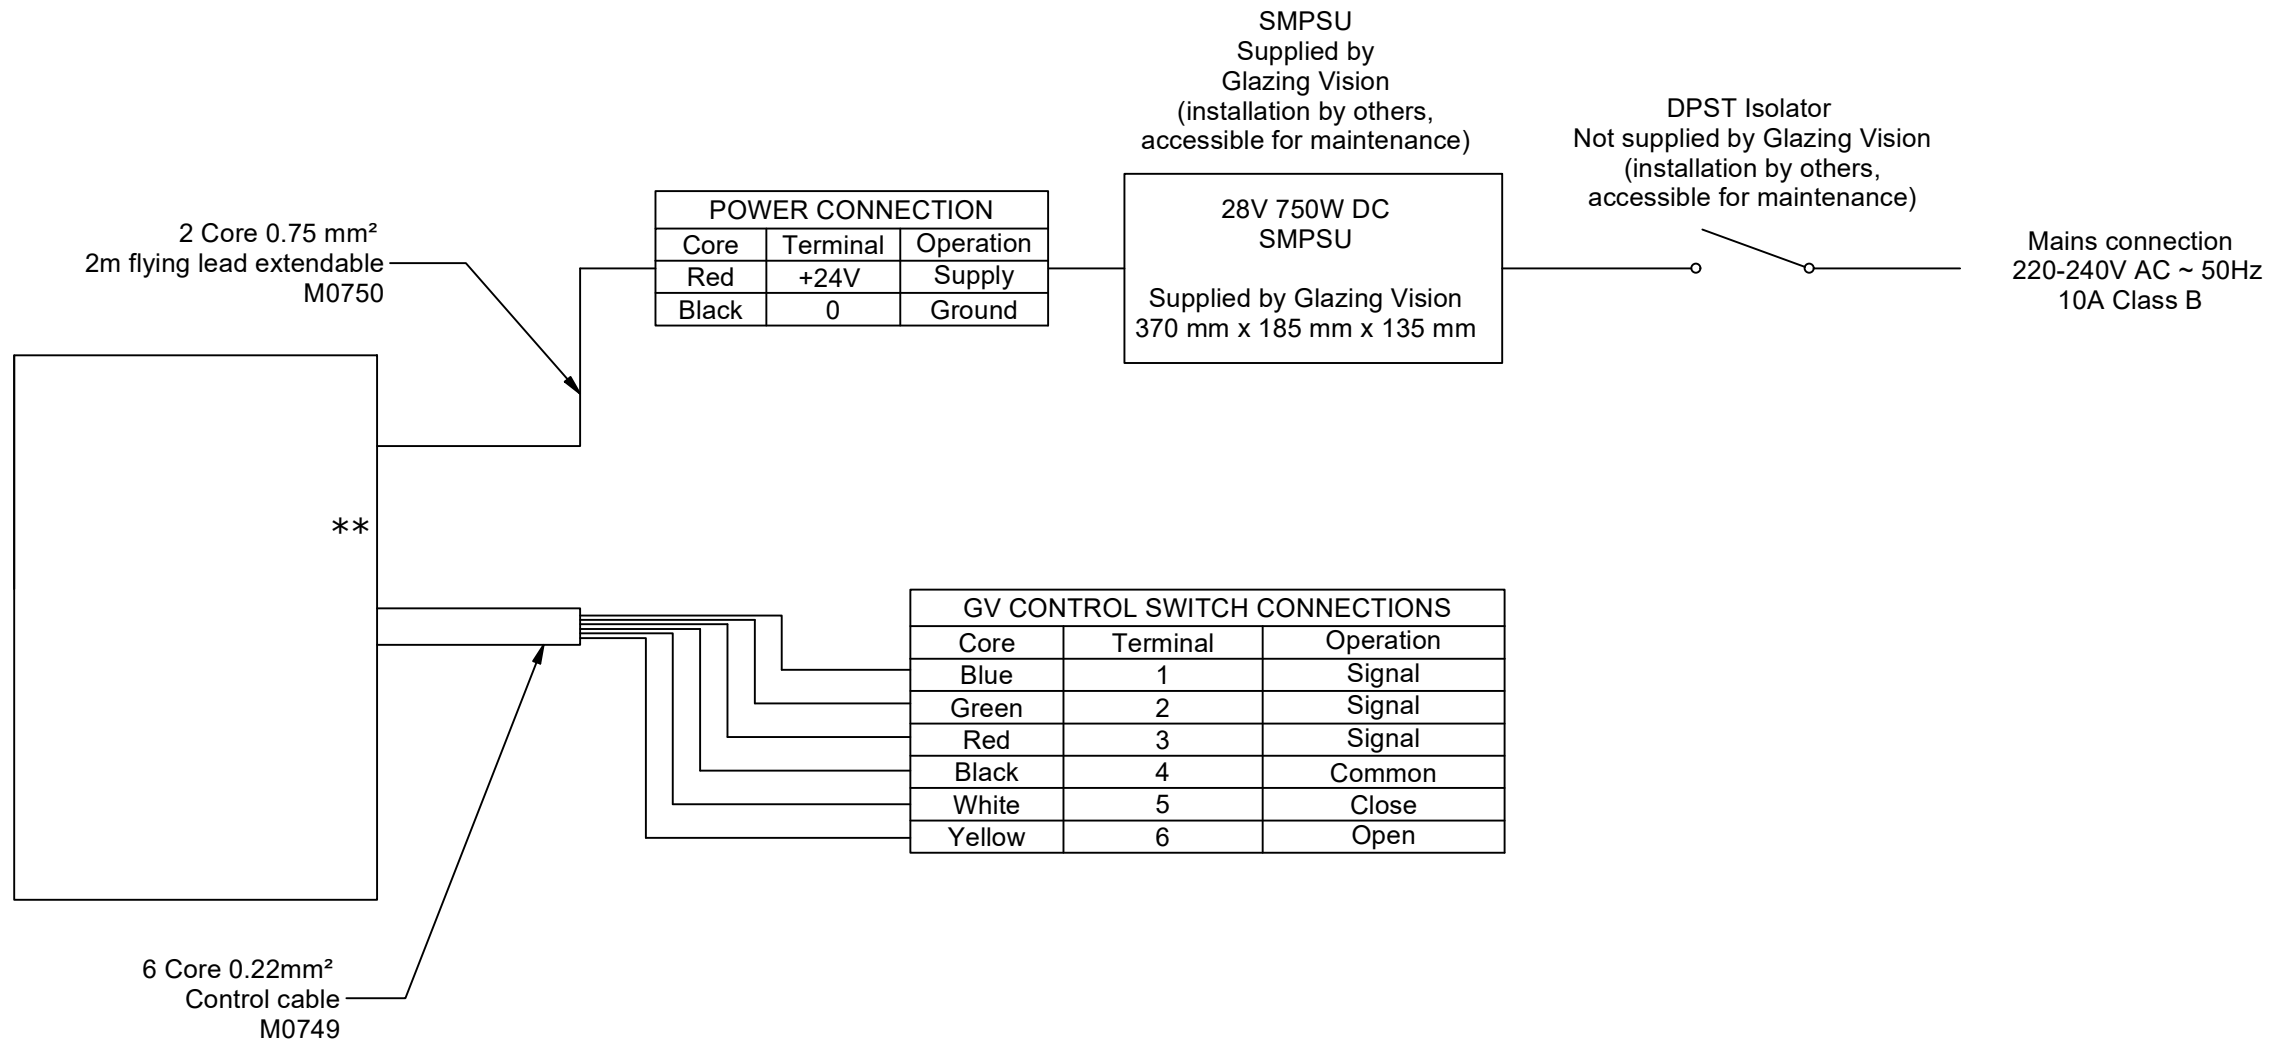 SMPSU
Supplied by
Glazing Vision
(installation by others,
accessible for maintenance)
DPST Isolator
Not supplied by Glazing Vision
(installation by others,
accessible for maintenance)
2 Core 0.75 mm²
2m flying lead extendable
M0750
POWER CONNECTION
Core Terminal Operation
Red +24V Supply
Black 0 Ground
28V 750W DC
SMPSU
Supplied by Glazing Vision
370 mm x 185 mm x 135 mm
Mains connection
220-240V AC ~ 50Hz
10A Class B
**
GV CONTROL SWITCH CONNECTIONS
Core Terminal Operation
Blue 1 Signal
Green 2 Signal
Red 3 Signal
Black 4 Common
White 5 Close
Yellow 6 Open
6 Core 0.22mm²
Control cable
M0749